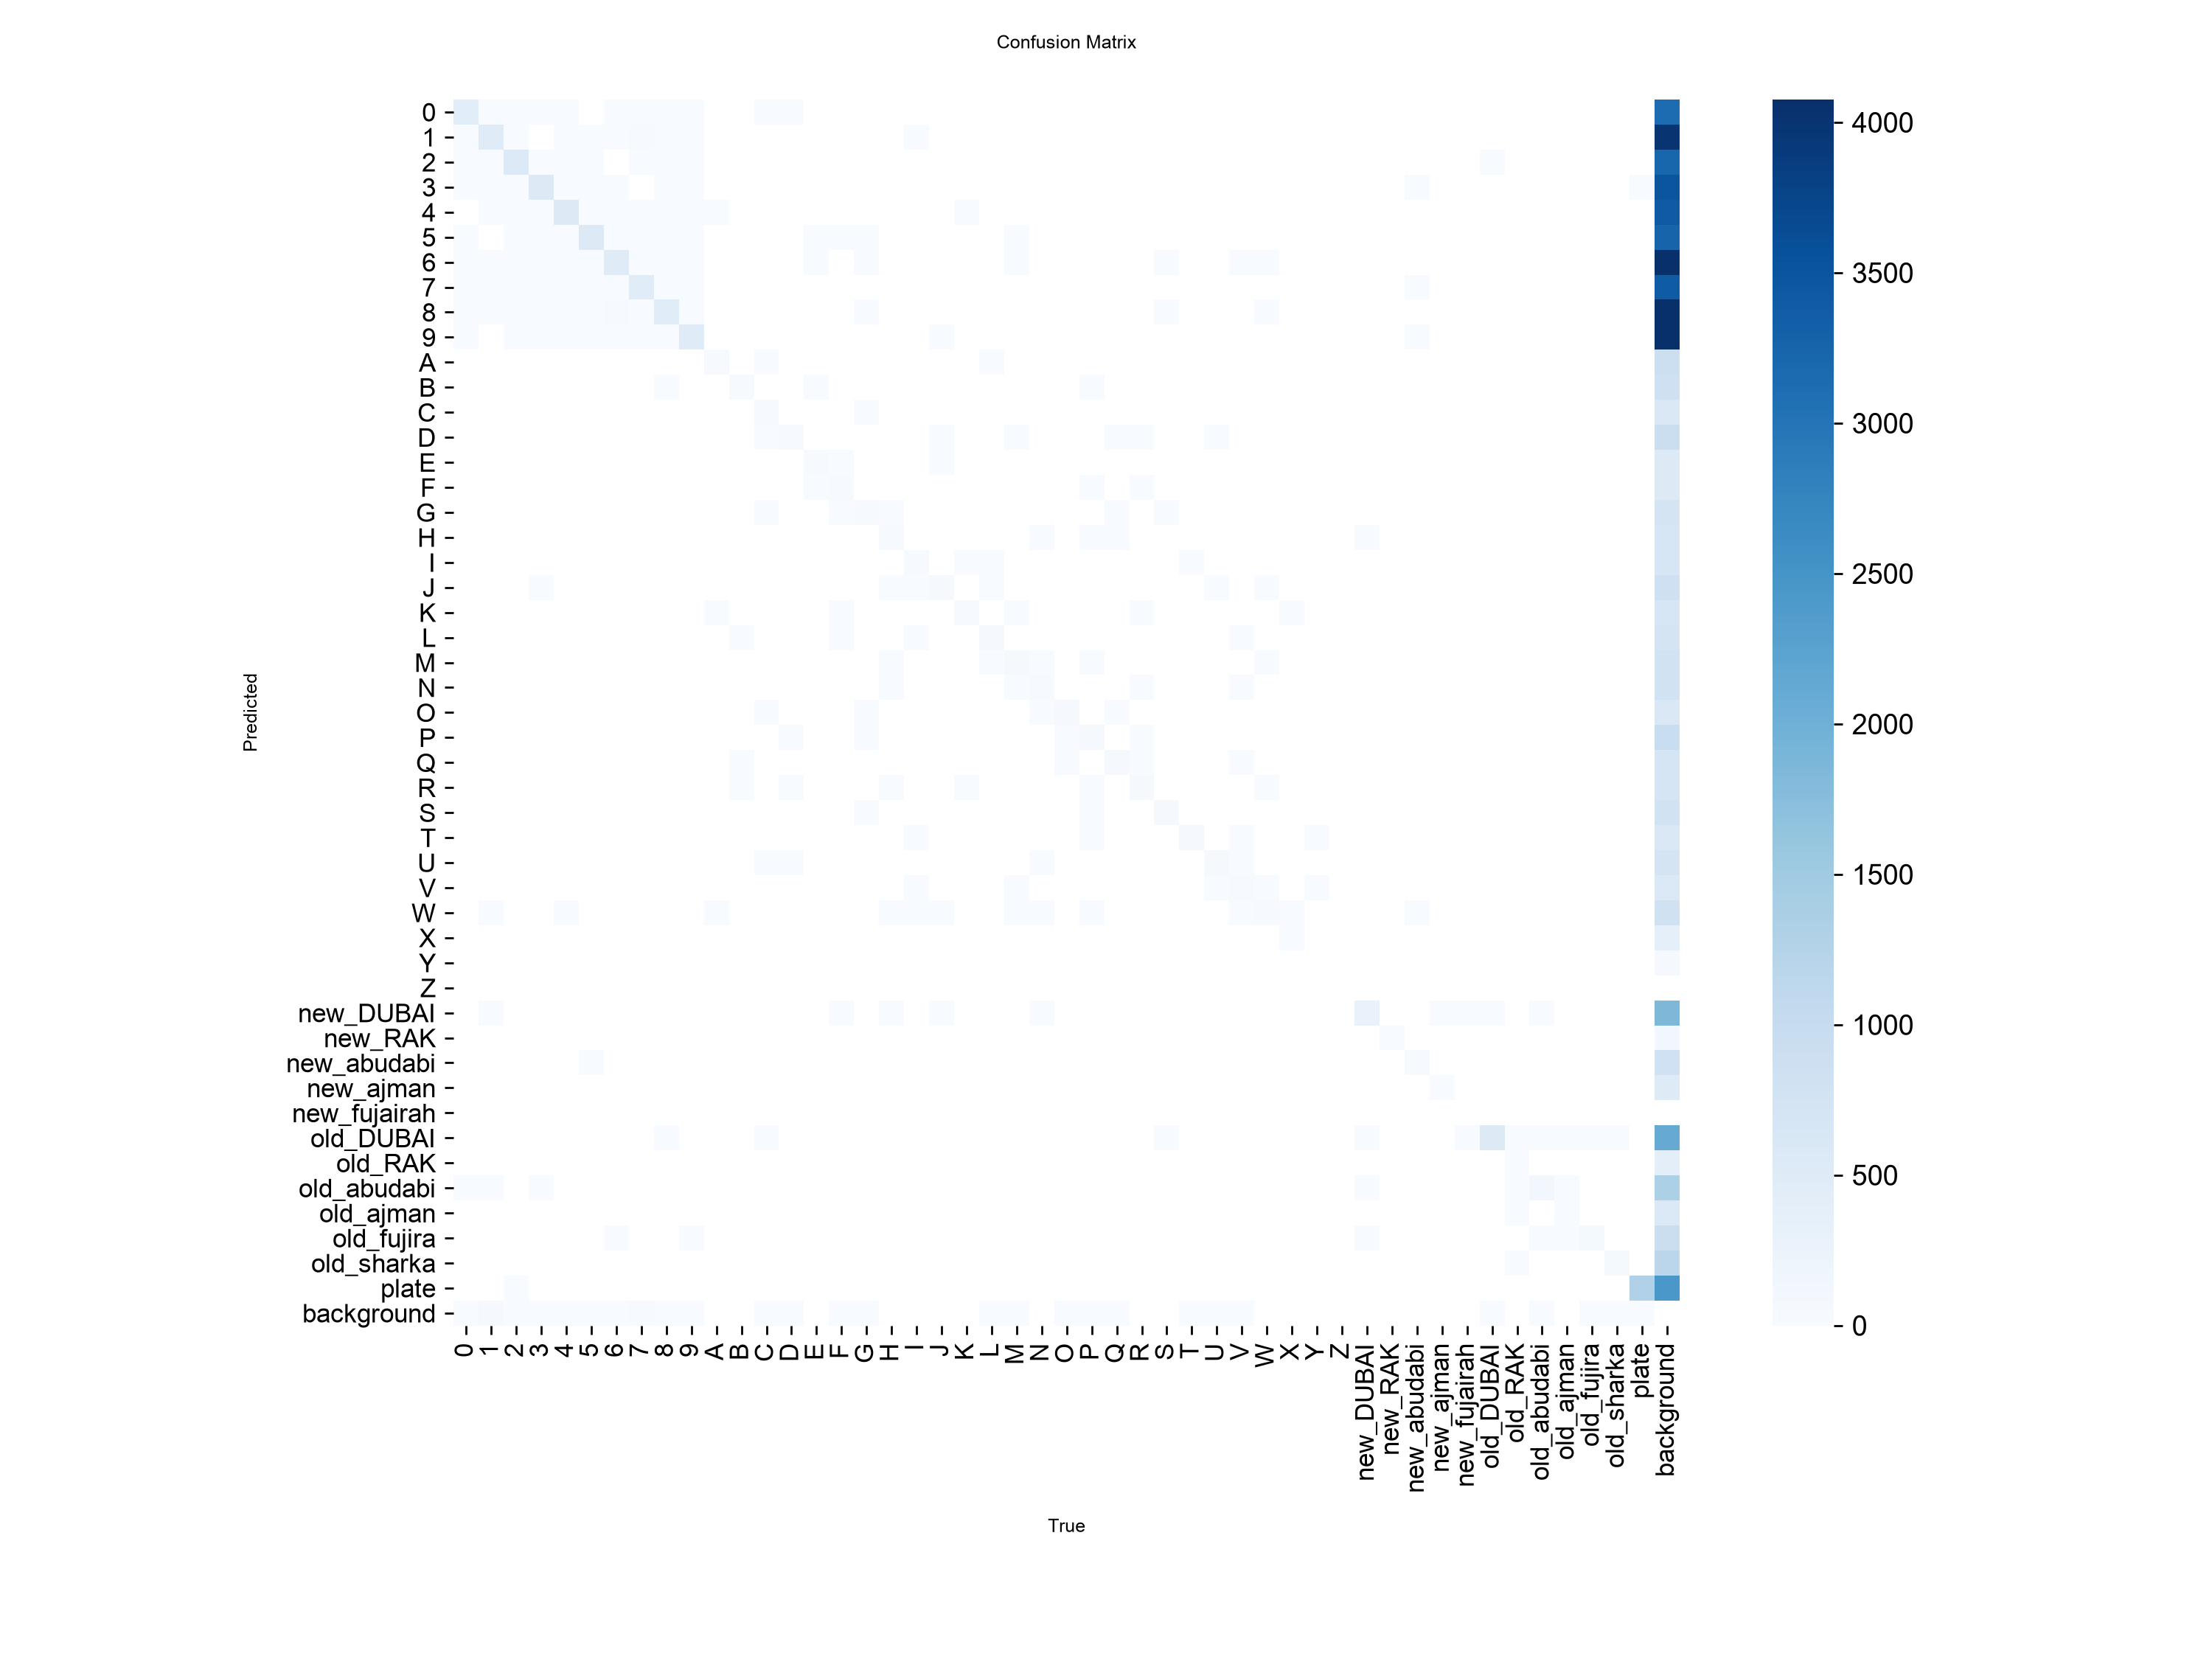 Confusion Matrix
0
1
2
3
4
5
6
7
8
9
A
B
C
D
E
F
G
H
I
J
K
L
M
N
O
P
Q
R
S
T
U
V
W
X
Y
Z
new_DUBAI
new_RAK
new_abudabi
new_ajman
new_fujairah
old_DUBAI
old_RAK
old_abudabi
old_ajman
old_fujira
old_sharka
plate
background
Predicted
0
1
2
3
4
5
6
7
8
9
A
B
C
D
E
F
G
H
I
J
K
L
M
N
O
P
Q
R
S
T
U
V
W
X
Y
Z
new_DUBAI
new_RAK
new_abudabi
new_ajman
new_fujairah
old_DUBAI
old_RAK
old_abudabi
old_ajman
old_fujira
old_sharka
plate
background
True
4000
3500
3000
2500
2000
1500
1000
500
0